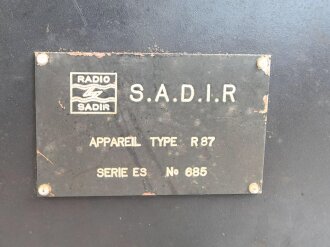 RADIO
SADIR
S.A.D.I.R
APPAREIL TYPE R 87
SERIE ES No 685